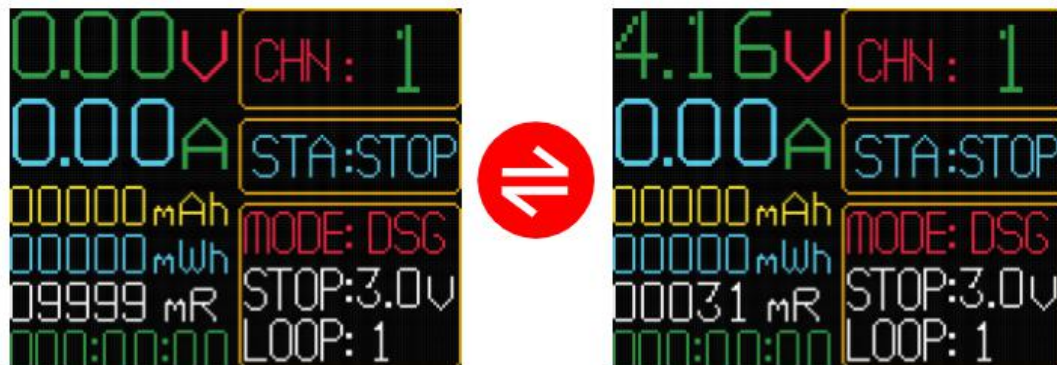 0.00V
0.00A
00000mAh
00000mWh
09999 mR
000:00:00
CHN: 1
STA:STOP
MODE: DSG
STOP:3.0V
LOOP: 1
4.16V
0.00A
00000mAh
00000mWh
00031 mR
000:00:00
CHN: 1
STA:STOP
MODE: DSG
STOP:3.0V
LOOP: 1